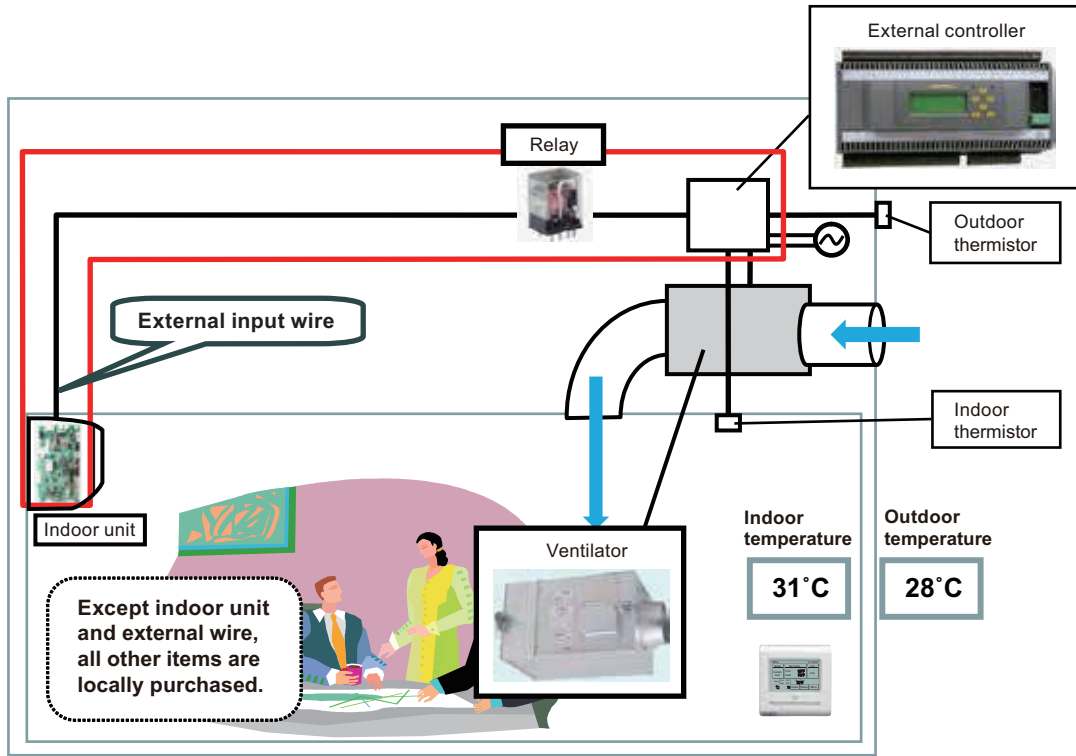 External controller
Relay
Outdoor
thermistor
External input wire
Indoor
thermistor
Indoor unit
Ventilator
Indoor
temperature
Outdoor
temperature
31˚C
28˚C
Except indoor unit
and external wire,
all other items are
locally purchased.